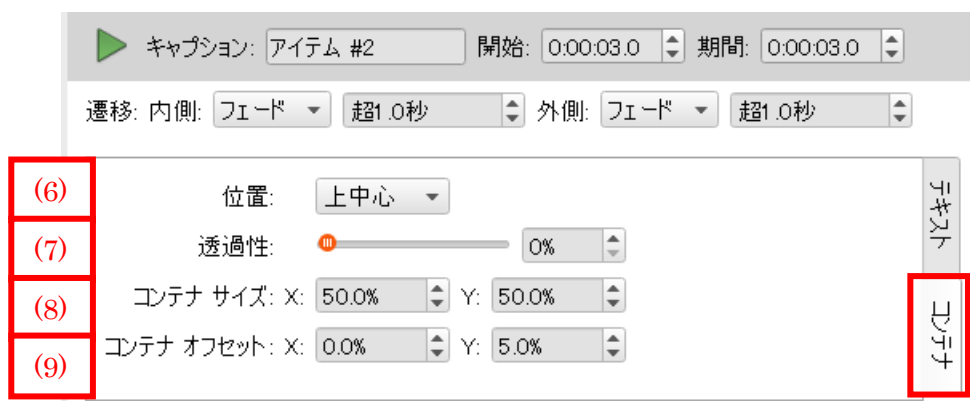 キャプション: アイテム #2 開始: 0:00:03.0 期間: 0:00:03.0
遷移: 内側: フェード 超1.0秒 外側: フェード 超1.0秒
(6) 位置: 上中心
(7) 透過性: 0%
(8) コンテナ サイズ: X: 50.0% Y: 50.0%
(9) コンテナ オフセット: X: 0.0% Y: 5.0%
テキスト
コンテナ